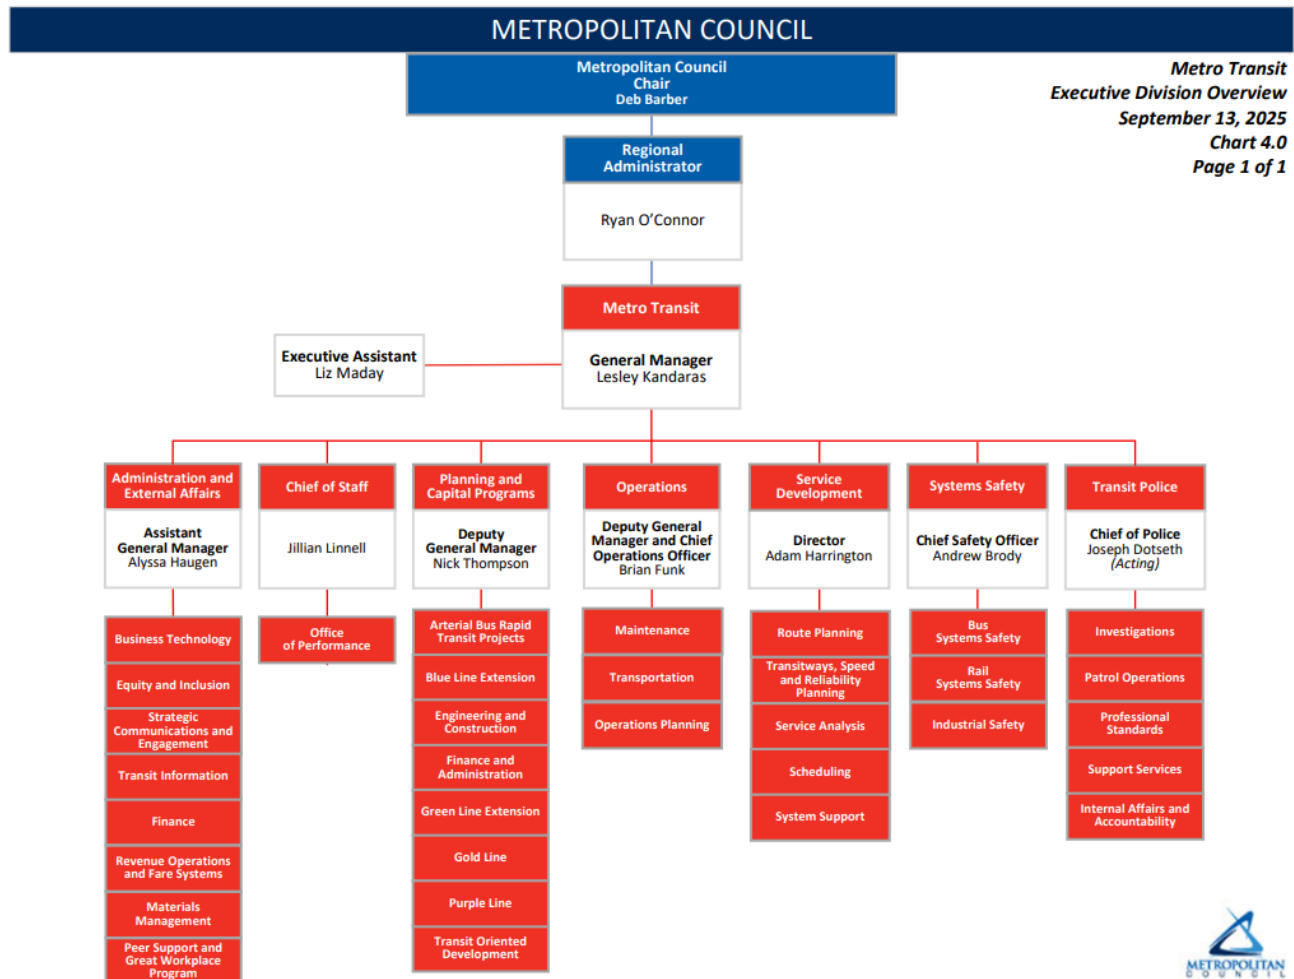 METROPOLITAN COUNCIL
Metropolitan Council
Chair
Deb Barber
Metro Transit
Executive Division Overview
September 13, 2025
Chart 4.0
Page 1 of 1
Regional
Administrator
Ryan O'Connor
Metro Transit
General Manager
Lesley Kandaras
Executive Assistant
Liz Maday
Administration and
External Affairs
Assistant
General Manager
Alyssa Haugen
Business Technology
Equity and Inclusion
Strategic
Communications and
Engagement
Transit Information
Finance
Revenue Operations
and Fare Systems
Materials
Management
Peer Support and
Great Workplace
Program
Chief of Staff
Jillian Linnell
Office
of Performance
Planning and
Capital Programs
Deputy
General Manager
Nick Thompson
Arterial Bus Rapid
Transit Projects
Blue Line Extension
Engineering and
Construction
Finance and
Administration
Green Line Extension
Gold Line
Purple Line
Transit Oriented
Development
Operations
Deputy General
Manager and Chief
Operations Officer
Brian Funk
Maintenance
Transportation
Operations Planning
Service
Development
Director
Adam Harrington
Route Planning
Transitways, Speed
and Reliability
Planning
Service Analysis
Scheduling
System Support
Systems Safety
Chief Safety Officer
Andrew Brody
Bus
Systems Safety
Rail
Systems Safety
Industrial Safety
Transit Police
Chief of Police
Joseph Dotseth
(Acting)
Investigations
Patrol Operations
Professional
Standards
Support Services
Internal Affairs and
Accountability
METROPOLITAN
COUNCIL